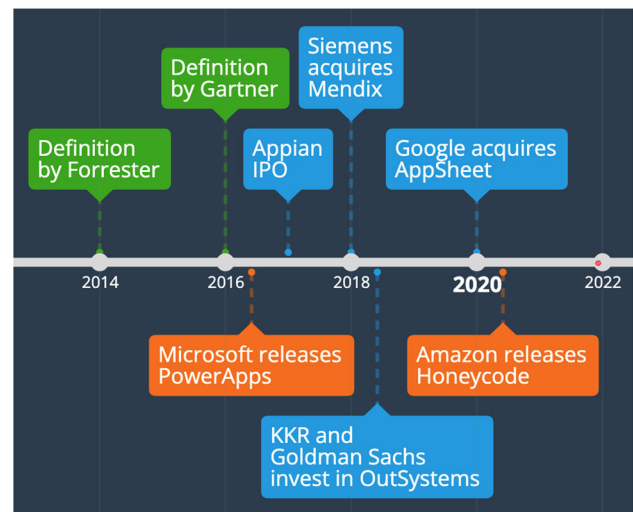 Siemens
acquires
Mendix
Definition
by Gartner
Definition
by Forrester
Appian
IPO
Google acquires
AppSheet
2014
2016
2018
2020
2022
Microsoft releases
PowerApps
Amazon releases
Honeycode
KKR and
Goldman Sachs
invest in OutSystems